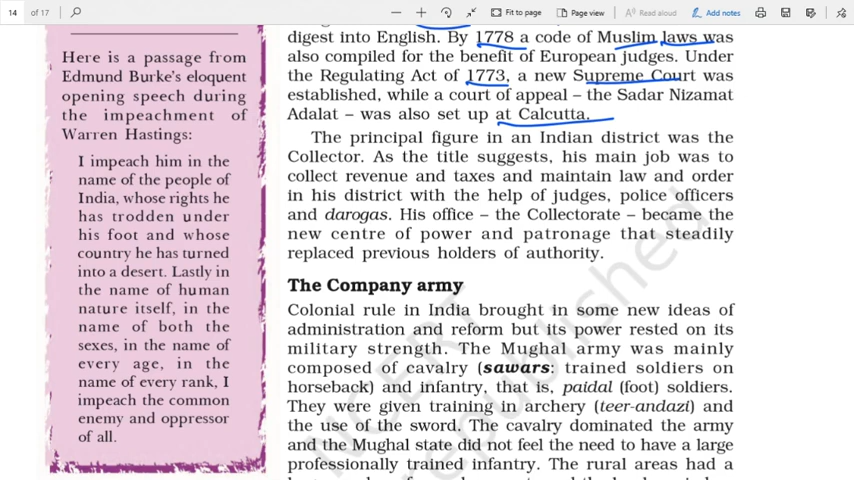 14 of 17
Fit to page
Page view
Read aloud
Add notes
Here is a passage from
Edmund Burke's eloquent
opening speech during
the impeachment of
Warren Hastings:
I impeach him in the
name of the people of
India, whose rights he
has trodden under
his foot and whose
country he has turned
into a desert. Lastly in
the name of human
nature itself, in the
name of both the
sexes, in the name of
every age, in the
name of every rank, I
impeach the common
enemy and oppressor
of all.
digest into English. By 1778 a code of Muslim laws was
also compiled for the benefit of European judges. Under
the Regulating Act of 1773, a new Supreme Court was
established, while a court of appeal – the Sadar Nizamat
Adalat – was also set up at Calcutta.
The principal figure in an Indian district was the
Collector. As the title suggests, his main job was to
collect revenue and taxes and maintain law and order
in his district with the help of judges, police officers
and darogas. His office – the Collectorate – became the
new centre of power and patronage that steadily
replaced previous holders of authority.
The Company army
Colonial rule in India brought in some new ideas of
administration and reform but its power rested on its
military strength. The Mughal army was mainly
composed of cavalry (sawars: trained soldiers on
horseback) and infantry, that is, paidal (foot) soldiers.
They were given training in archery (teer-andazi) and
the use of the sword. The cavalry dominated the army
and the Mughal state did not feel the need to have a large
professionally trained infantry. The rural areas had a
NCERT
republished